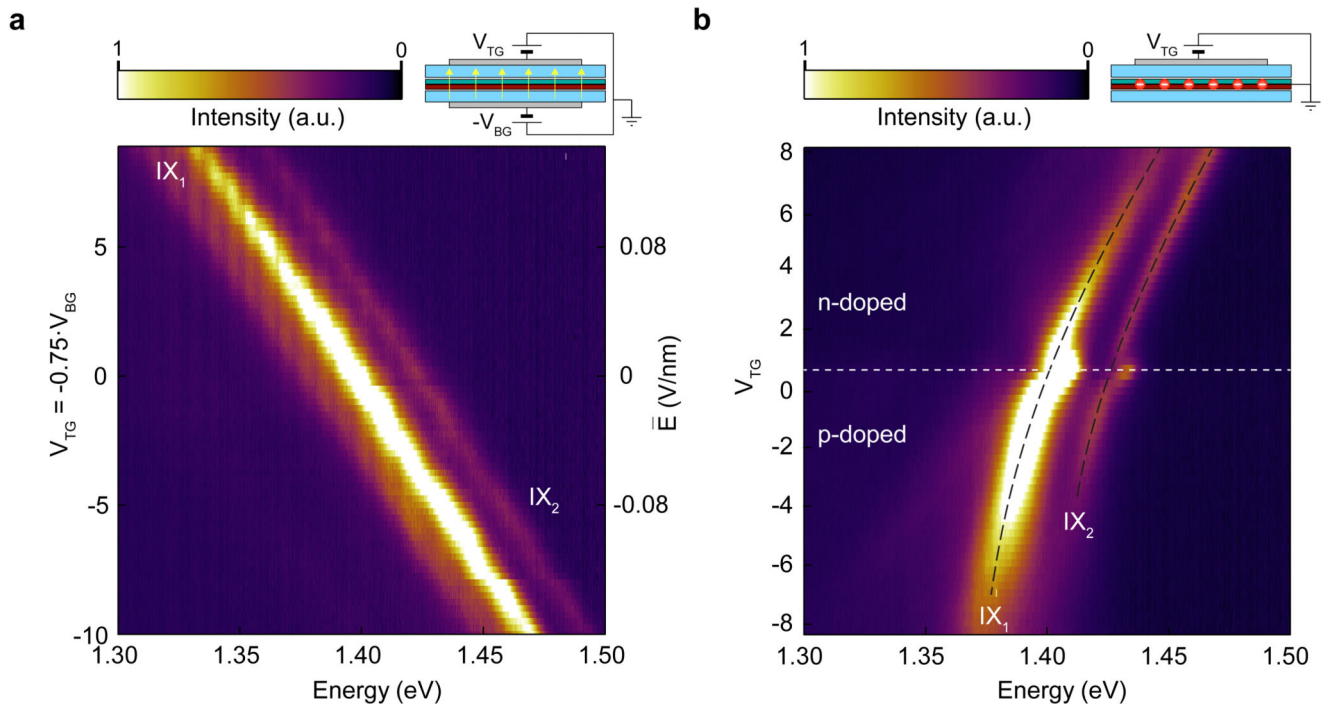 a
1
0
Intensity (a.u.)
V_TG
-V_BG
IX_1
IX_2
5
0
-5
-10
V_TG = -0.75·V_BG
0.08
0
-0.08
E̅ (V/nm)
1.30
1.35
1.40
1.45
1.50
Energy (eV)
b
1
0
Intensity (a.u.)
V_TG
8
6
4
2
0
-2
-4
-6
-8
V_TG
n-doped
p-doped
IX_2
IX_1
1.30
1.35
1.40
1.45
1.50
Energy (eV)